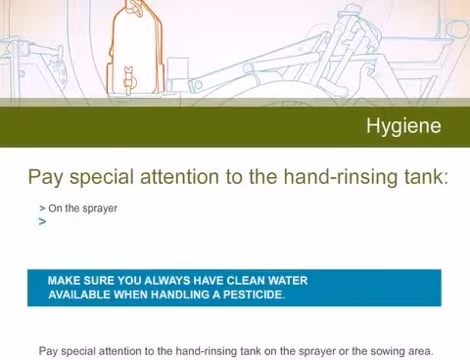 Hygiene
Pay special attention to the hand-rinsing tank:
> On the sprayer
>
MAKE SURE YOU ALWAYS HAVE CLEAN WATER
AVAILABLE WHEN HANDLING A PESTICIDE.
Pay special attention to the hand-rinsing tank on the sprayer or the sowing area.